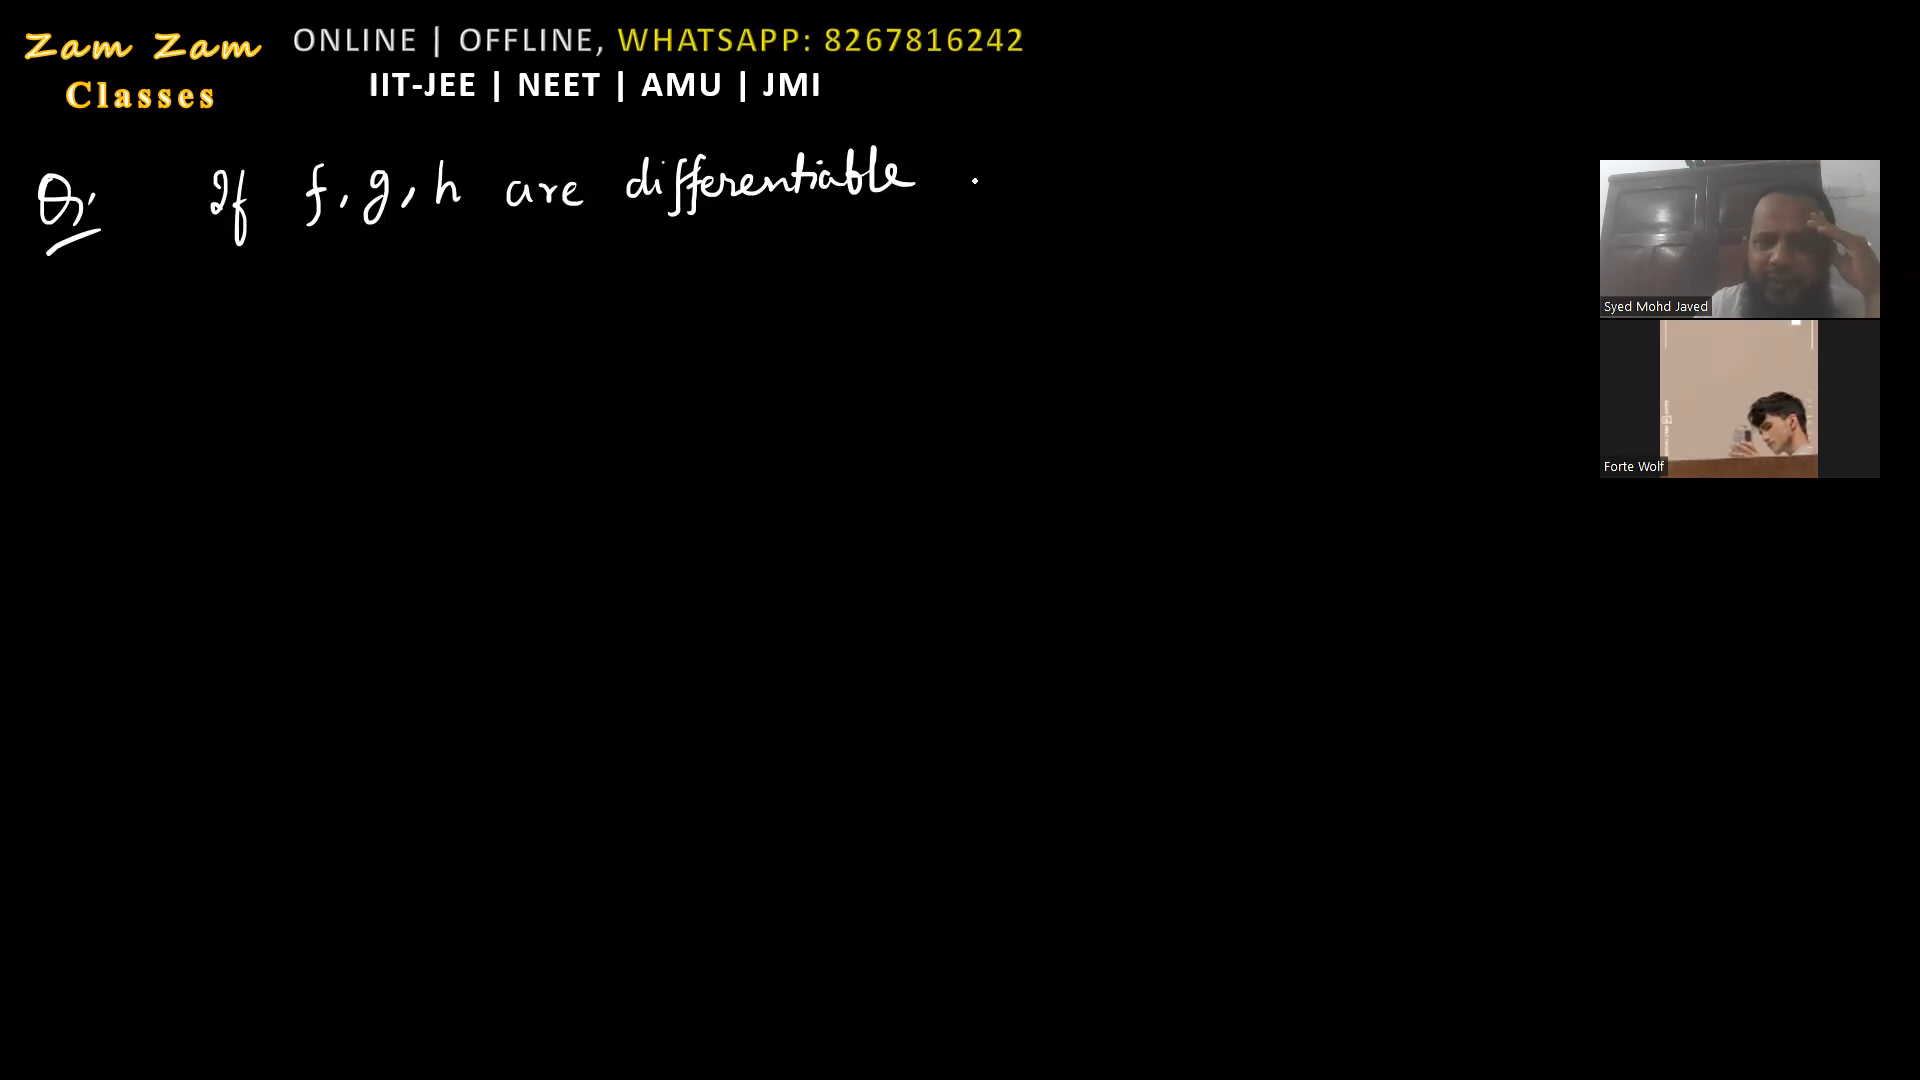 Zam Zam
Classes
ONLINE | OFFLINE, WHATSAPP: 8267816242
IIT-JEE | NEET | AMU | JMI
Q. If f, g, h are differentiable
Syed Mohd Javed
Forte Wolf